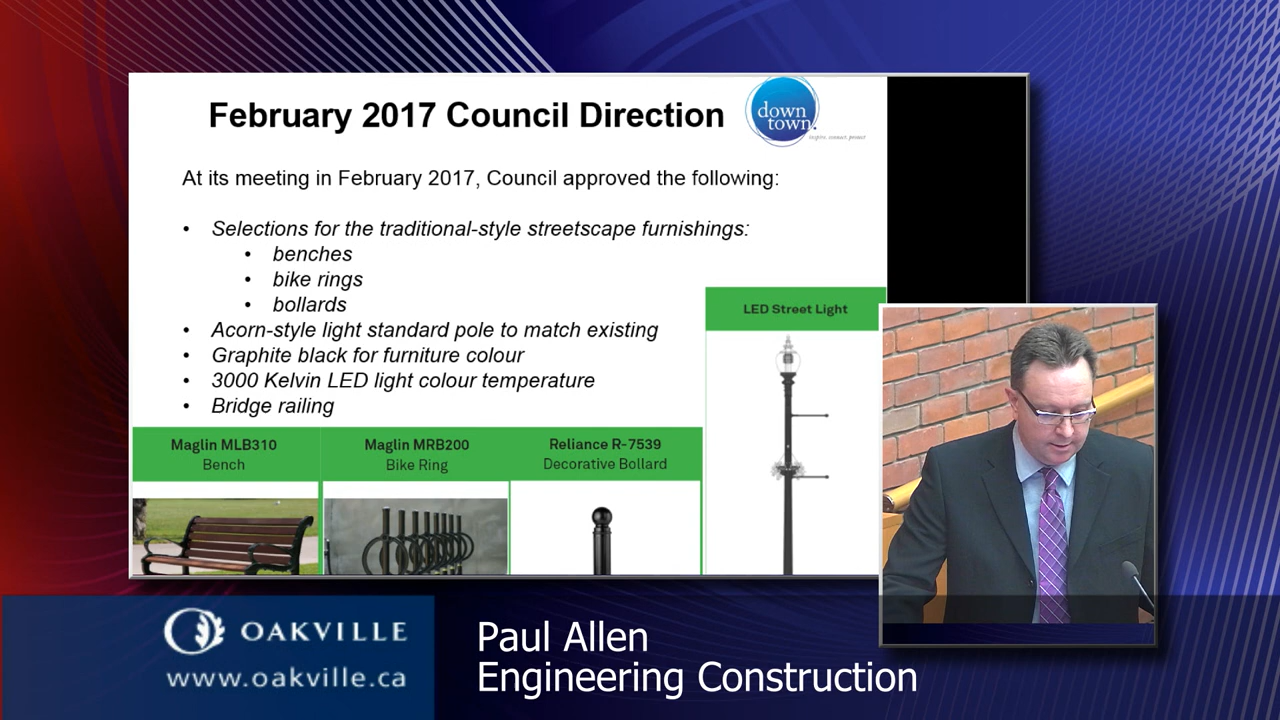 February 2017 Council Direction
down
town.
inspire, connect, protect
At its meeting in February 2017, Council approved the following:
• Selections for the traditional-style streetscape furnishings:
• benches
• bike rings
• bollards
• Acorn-style light standard pole to match existing
• Graphite black for furniture colour
• 3000 Kelvin LED light colour temperature
• Bridge railing
LED Street Light
Maglin MLB310
Bench
Maglin MRB200
Bike Ring
Reliance R-7539
Decorative Bollard
OAKVILLE
www.oakville.ca
Paul Allen
Engineering Construction